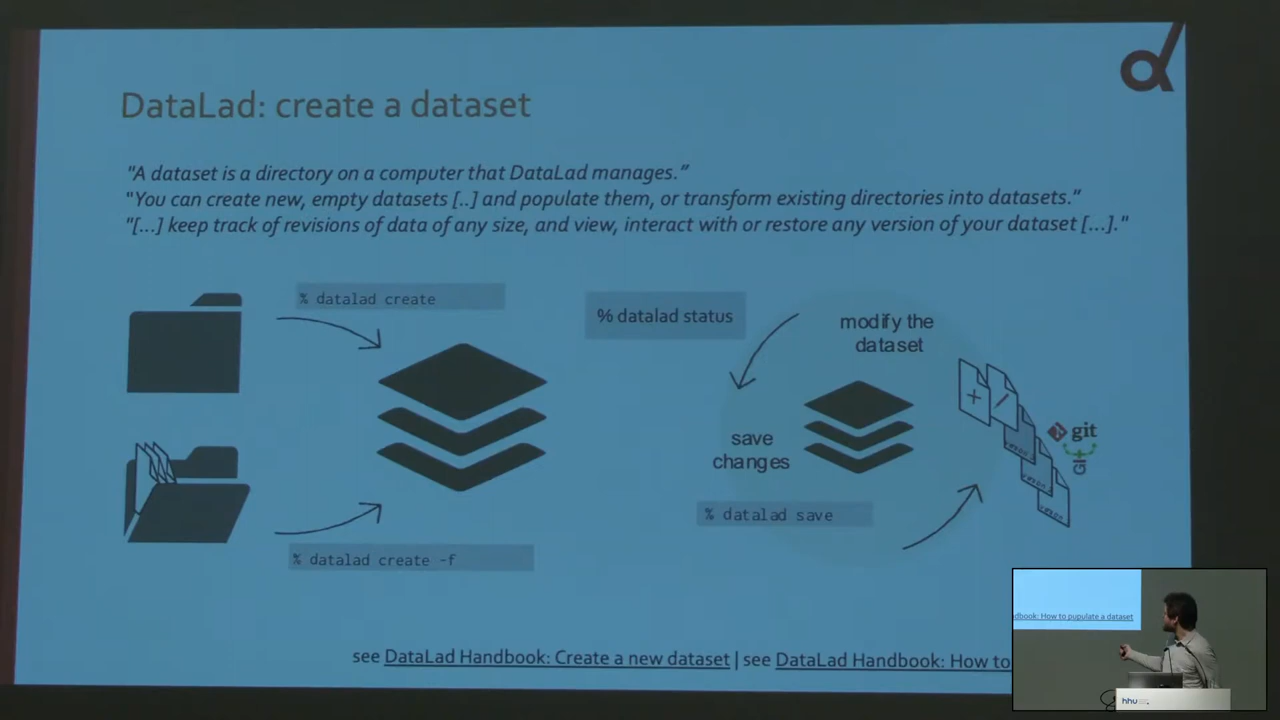 DataLad: create a dataset
"A dataset is a directory on a computer that DataLad manages."
"You can create new, empty datasets [..] and populate them, or transform existing directories into datasets."
"[...] keep track of revisions of data of any size, and view, interact with or restore any version of your dataset [...]."
% datalad create
% datalad create -f
% datalad status
modify the
dataset
save
changes
% datalad save
git
see DataLad Handbook: Create a new dataset | see DataLad Handbook: How to
dbook: How to pupulate a dataset
hhu